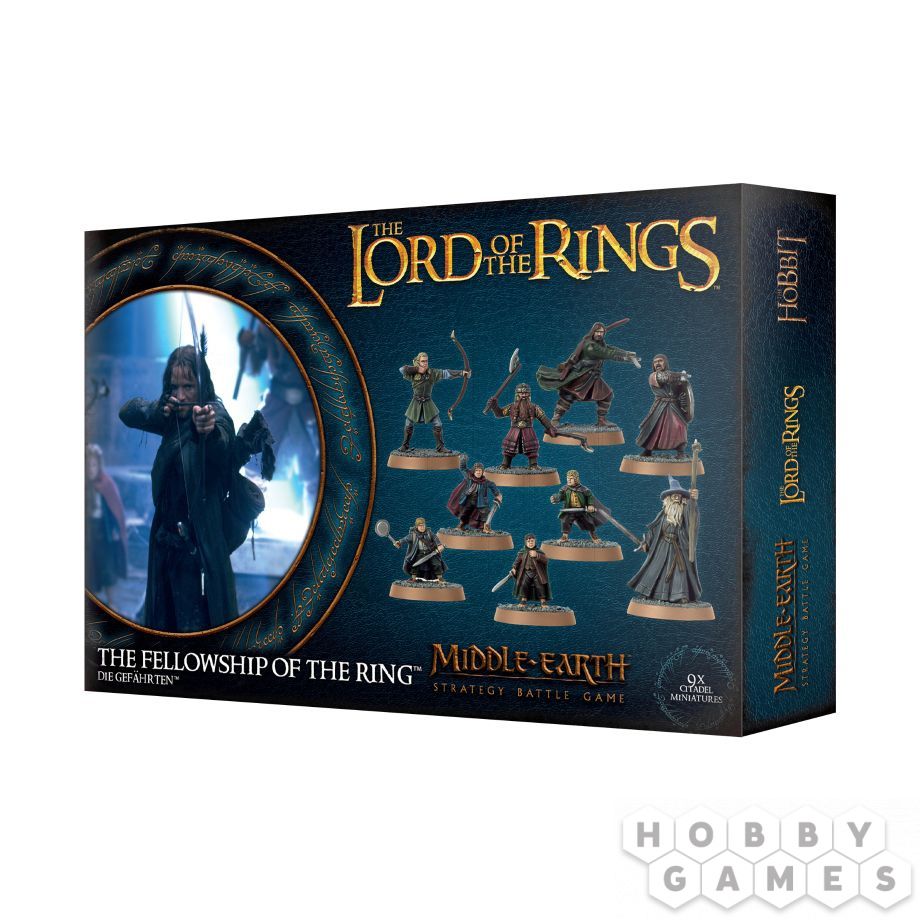 THE LORD OF THE RINGS™
THE FELLOWSHIP OF THE RING™
DIE GEFÄHRTEN™
MIDDLE-EARTH
STRATEGY BATTLE GAME
9X
CITADEL
MINIATURES
THE HOBBIT
THE LORD OF THE RINGS
MIDDLE-EARTH
STRATEGY BATTLE GAME
HOBBY
GAMES